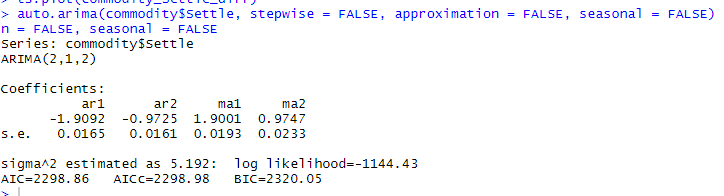 > ts.plot(commodity_Settle_diff)
> auto.arima(commodity$Settle, stepwise = FALSE, approximation = FALSE, seasonal = FALSE)
n = FALSE, seasonal = FALSE
Series: commodity$Settle
ARIMA(2,1,2)
Coefficients:
ar1 ar2 ma1 ma2
-1.9092 -0.9725 1.9001 0.9747
s.e. 0.0165 0.0161 0.0193 0.0233
sigma^2 estimated as 5.192: log likelihood=-1144.43
AIC=2298.86 AICc=2298.98 BIC=2320.05
>